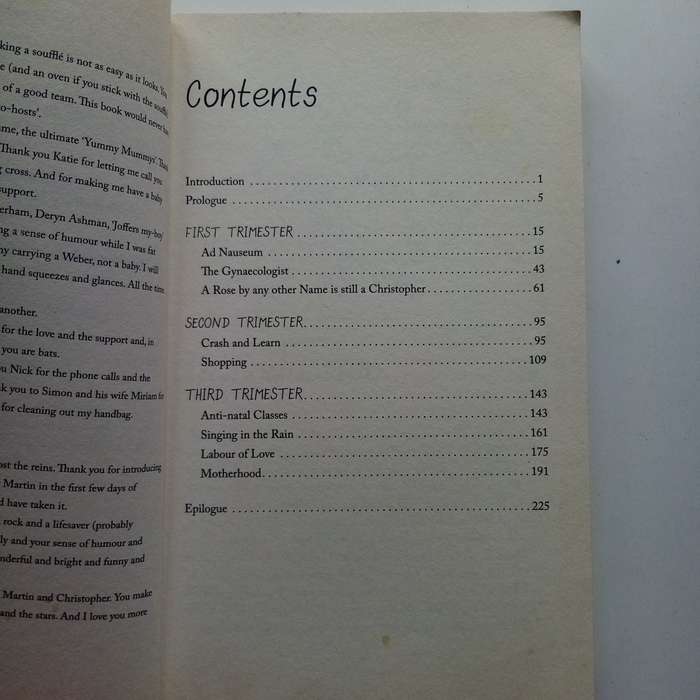 king a soufflé is not as easy as it looks. You
e (and an oven if you stick with the soufflé
of a good team. This book would never have
o-hosts'.
me, the ultimate 'Yummy Mummys'. Thank
Thank you Katie for letting me call you
g cross. And for making me have a baby
upport.
erham, Deryn Ashman, 'Joffers my-boy'
ng a sense of humour while I was fat
ny carrying a Weber, not a baby. I will
hand squeezes and glances. All the time
another.
for the love and the support and, in
you are bats.
u Nick for the phone calls and the
k you to Simon and his wife Miriam for
for cleaning out my handbag.
ost the reins. Thank you for introducing
Martin in the first few days of
d have taken it.
rock and a lifesaver (probably
ly and your sense of humour and
nderful and bright and funny and
Martin and Christopher. You make
and the stars. And I love you more
Contents
Introduction 1
Prologue 5
FIRST TRIMESTER 15
Ad Nauseum 15
The Gynaecologist 43
A Rose by any other Name is still a Christopher 61
SECOND TRIMESTER 95
Crash and Learn 95
Shopping 109
THIRD TRIMESTER 143
Anti-natal Classes 143
Singing in the Rain 161
Labour of Love 175
Motherhood 191
Epilogue 225